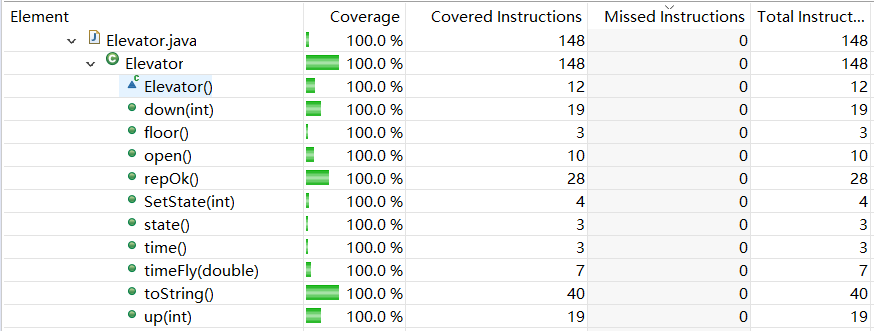 Element Coverage Covered Instructions Missed Instructions Total Instruct...
Elevator.java 100.0 % 148 0 148
Elevator 100.0 % 148 0 148
Elevator() 100.0 % 12 0 12
down(int) 100.0 % 19 0 19
floor() 100.0 % 3 0 3
open() 100.0 % 10 0 10
repOk() 100.0 % 28 0 28
SetState(int) 100.0 % 4 0 4
state() 100.0 % 3 0 3
time() 100.0 % 3 0 3
timeFly(double) 100.0 % 7 0 7
toString() 100.0 % 40 0 40
up(int) 100.0 % 19 0 19